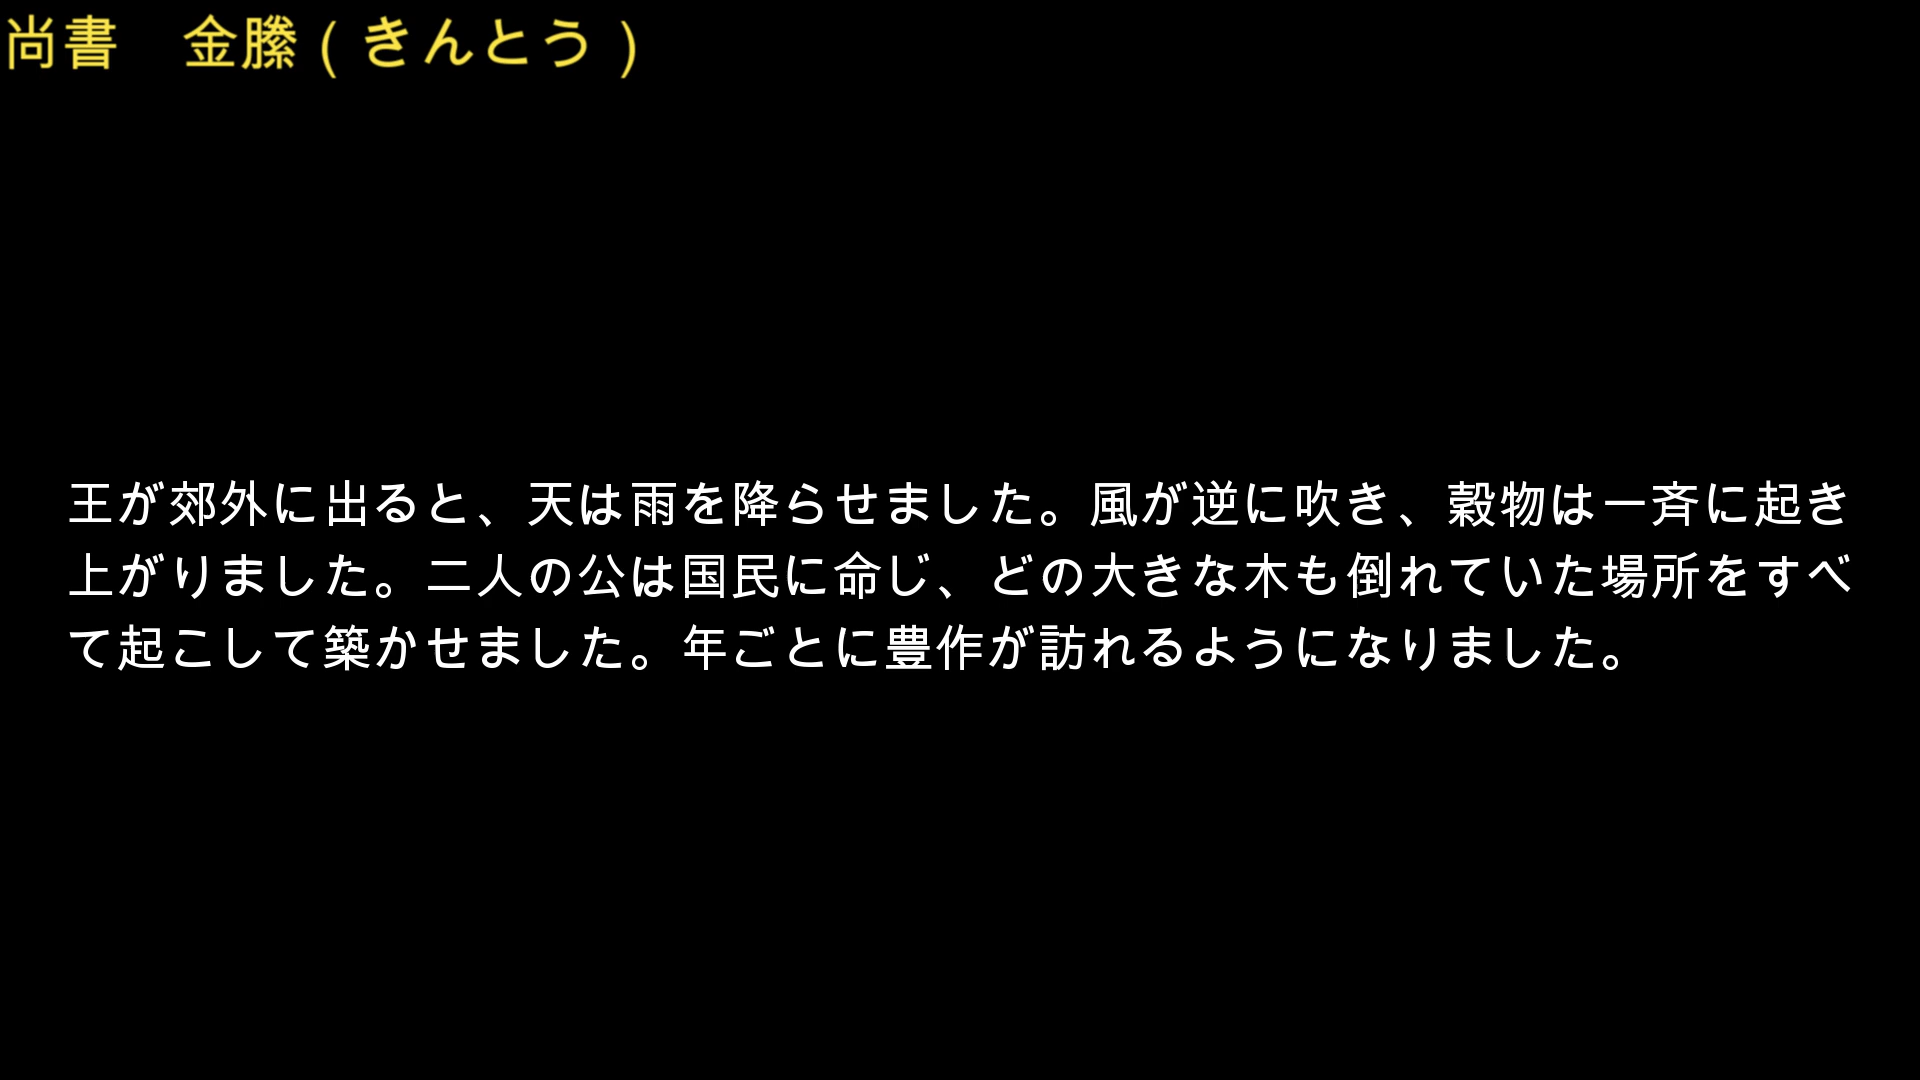 尚書　金縢(きんとう)
王が郊外に出ると、天は雨を降らせました。風が逆に吹き、穀物は一斉に起き
上がりました。二人の公は国民に命じ、どの大きな木も倒れていた場所をすべ
て起こして築かせました。年ごとに豊作が訪れるようになりました。